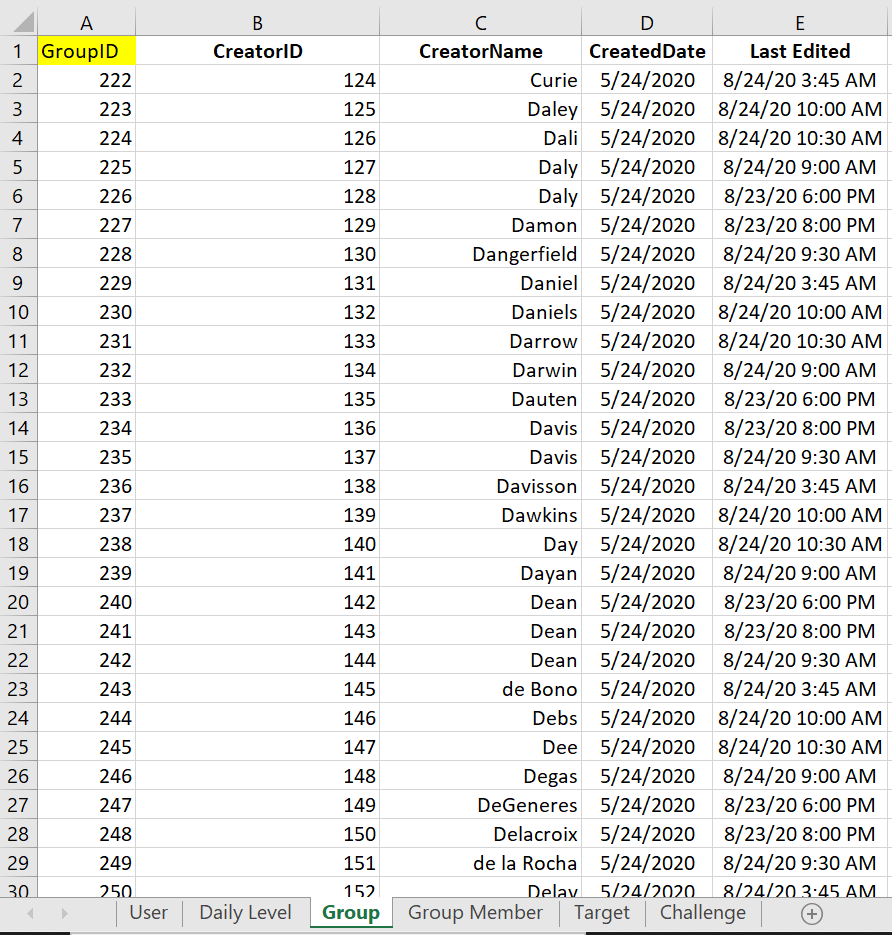 A B C D E
1 GroupID CreatorID CreatorName CreatedDate Last Edited
2 222 124 Curie 5/24/2020 8/24/20 3:45 AM
3 223 125 Daley 5/24/2020 8/24/20 10:00 AM
4 224 126 Dali 5/24/2020 8/24/20 10:30 AM
5 225 127 Daly 5/24/2020 8/24/20 9:00 AM
6 226 128 Daly 5/24/2020 8/23/20 6:00 PM
7 227 129 Damon 5/24/2020 8/23/20 8:00 PM
8 228 130 Dangerfield 5/24/2020 8/24/20 9:30 AM
9 229 131 Daniel 5/24/2020 8/24/20 3:45 AM
10 230 132 Daniels 5/24/2020 8/24/20 10:00 AM
11 231 133 Darrow 5/24/2020 8/24/20 10:30 AM
12 232 134 Darwin 5/24/2020 8/24/20 9:00 AM
13 233 135 Dauten 5/24/2020 8/23/20 6:00 PM
14 234 136 Davis 5/24/2020 8/23/20 8:00 PM
15 235 137 Davis 5/24/2020 8/24/20 9:30 AM
16 236 138 Davisson 5/24/2020 8/24/20 3:45 AM
17 237 139 Dawkins 5/24/2020 8/24/20 10:00 AM
18 238 140 Day 5/24/2020 8/24/20 10:30 AM
19 239 141 Dayan 5/24/2020 8/24/20 9:00 AM
20 240 142 Dean 5/24/2020 8/23/20 6:00 PM
21 241 143 Dean 5/24/2020 8/23/20 8:00 PM
22 242 144 Dean 5/24/2020 8/24/20 9:30 AM
23 243 145 de Bono 5/24/2020 8/24/20 3:45 AM
24 244 146 Debs 5/24/2020 8/24/20 10:00 AM
25 245 147 Dee 5/24/2020 8/24/20 10:30 AM
26 246 148 Degas 5/24/2020 8/24/20 9:00 AM
27 247 149 DeGeneres 5/24/2020 8/23/20 6:00 PM
28 248 150 Delacroix 5/24/2020 8/23/20 8:00 PM
29 249 151 de la Rocha 5/24/2020 8/24/20 9:30 AM
30 250 152 Delay 5/24/2020 8/24/20 3:45 AM
User Daily Level Group Group Member Target Challenge